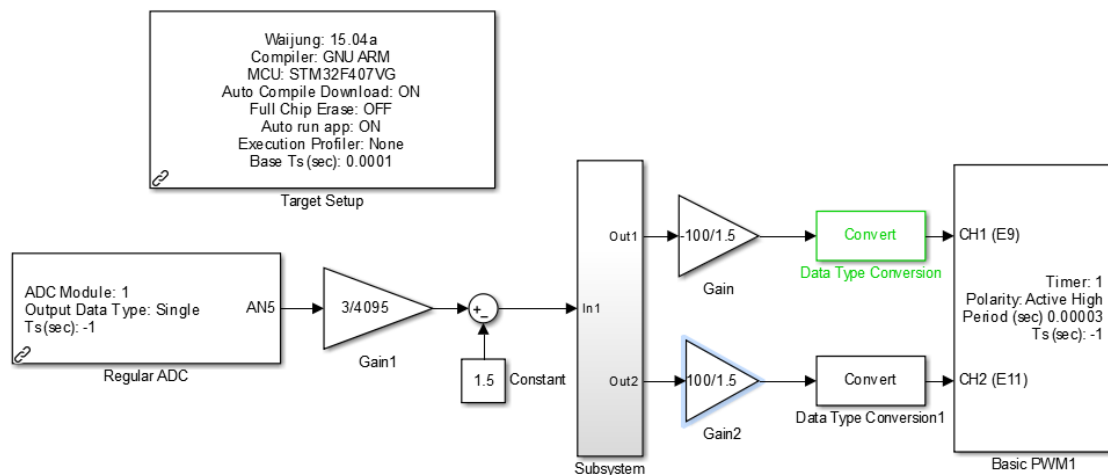 Waijung: 15.04a
Compiler: GNU ARM
MCU: STM32F407VG
Auto Compile Download: ON
Full Chip Erase: OFF
Auto run app: ON
Execution Profiler: None
Base Ts (sec): 0.0001
Target Setup
ADC Module: 1
Output Data Type: Single
Ts (sec): -1
AN5
Regular ADC
3/4095
Gain1
+
−
1.5
Constant
In1
Out1
Out2
Subsystem
-100/1.5
Gain
100/1.5
Gain2
Convert
Data Type Conversion
Convert
Data Type Conversion1
CH1 (E9)
Timer: 1
Polarity: Active High
Period (sec) 0.00003
Ts (sec): -1
CH2 (E11)
Basic PWM1